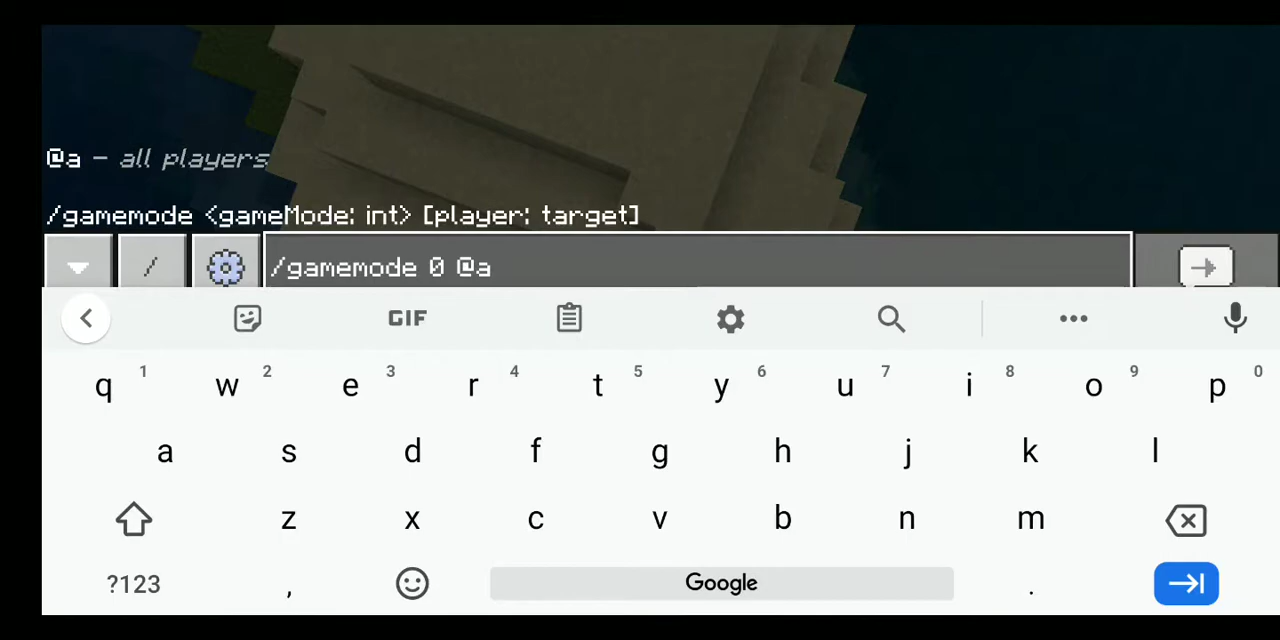 @a – all players
/gamemode <gameMode: int> [player: target]
/ /gamemode 0 @a
GIF
q 1 w 2 e 3 r 4 t 5 y 6 u 7 i 8 o 9 p 0
a s d f g h j k l
z x c v b n m
?123 , Google .